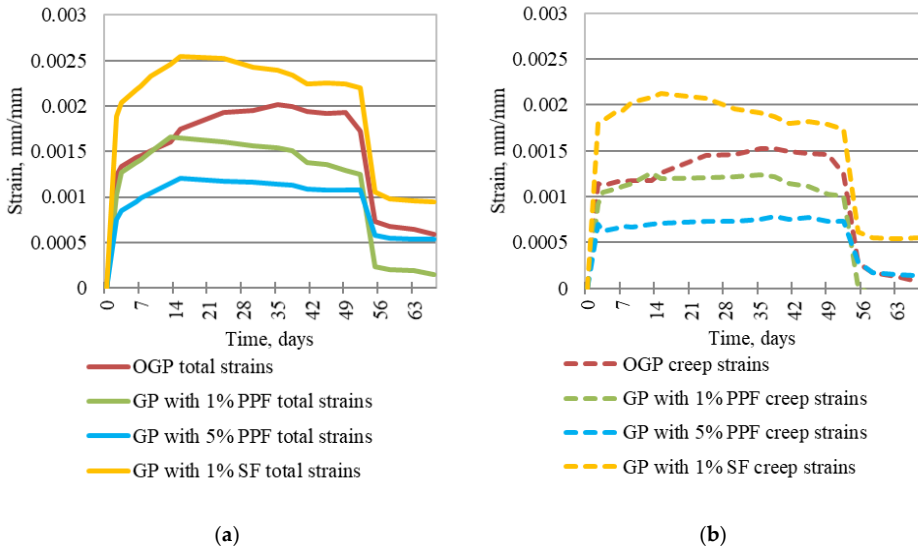 0.003
0.0025
0.002
0.0015
0.001
0.0005
0
Strain, mm/mm
0 7 14 21 28 35 42 49 56 63
Time, days
OGP total strains
GP with 1% PPF total strains
GP with 5% PPF total strains
GP with 1% SF total strains
(a)
0.003
0.0025
0.002
0.0015
0.001
0.0005
0
Strain, mm/mm
0 7 14 21 28 35 42 49 56 63
Time, days
OGP creep strains
GP with 1% PPF creep strains
GP with 5% PPF creep strains
GP with 1% SF creep strains
(b)